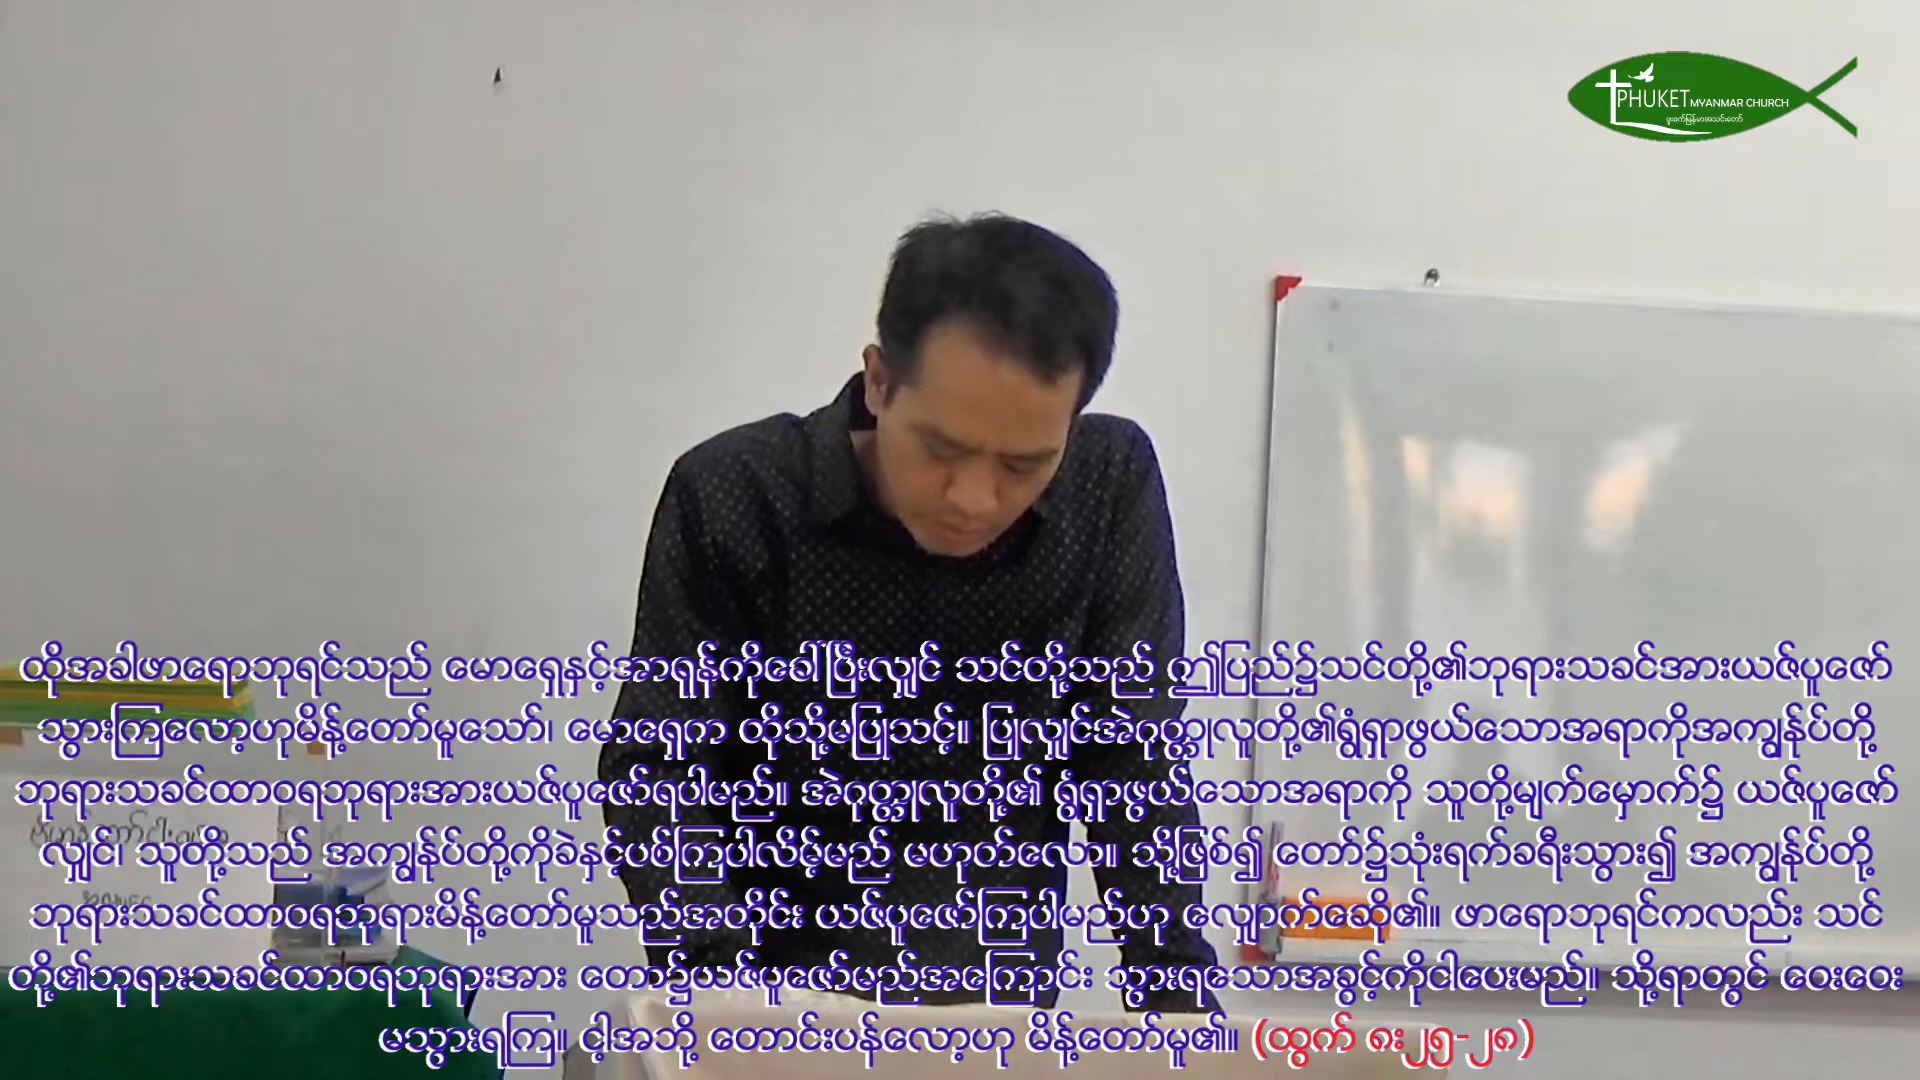 PHUKET MYANMAR CHURCH
ဖူးခက်မြန်မာအသင်းတော်
ထိုအခါဖာရောဘုရင်သည် မောရှေနှင့်အာရုန်ကိုခေါ်ပြီးလျှင် သင်တို့သည် ဤပြည်၌သင်တို့၏ဘုရားသခင်အားယဇ်ပူဇော်
သွားကြလော့ဟုမိန့်တော်မူသော်၊ မောရှေက ထိုသို့မပြုသင့်။ ပြုလျှင်အဲဂုတ္တုလူတို့၏ရွံရှာဖွယ်သောအရာကိုအကျွန်ုပ်တို့
ဘုရားသခင်ထာဝရဘုရားအားယဇ်ပူဇော်ရပါမည်။ အဲဂုတ္တုလူတို့၏ ရွံရှာဖွယ်သောအရာကို သူတို့မျက်မှောက်၌ ယဇ်ပူဇော်
လျှင်၊ သူတို့သည် အကျွန်ုပ်တို့ကိုခဲနှင့်ပစ်ကြပါလိမ့်မည် မဟုတ်လော။ သို့ဖြစ်၍ တော်၌သုံးရက်ခရီးသွား၍ အကျွန်ုပ်တို့
ဘုရားသခင်ထာဝရဘုရားမိန့်တော်မူသည်အတိုင်း ယဇ်ပူဇော်ကြပါမည်ဟု လျှောက်ဆို၏။ ဖာရောဘုရင်ကလည်း သင်
တို့၏ဘုရားသခင်ထာဝရဘုရားအား တော၌ယဇ်ပူဇော်မည်အကြောင်း သွားရသောအခွင့်ကိုငါပေးမည်။ သို့ရာတွင် ဝေးဝေး
မသွားရကြ။ ငါ့အဘို့ တောင်းပန်လော့ဟု မိန့်တော်မူ၏။ (ထွက် ၈း၂၅-၂၈)